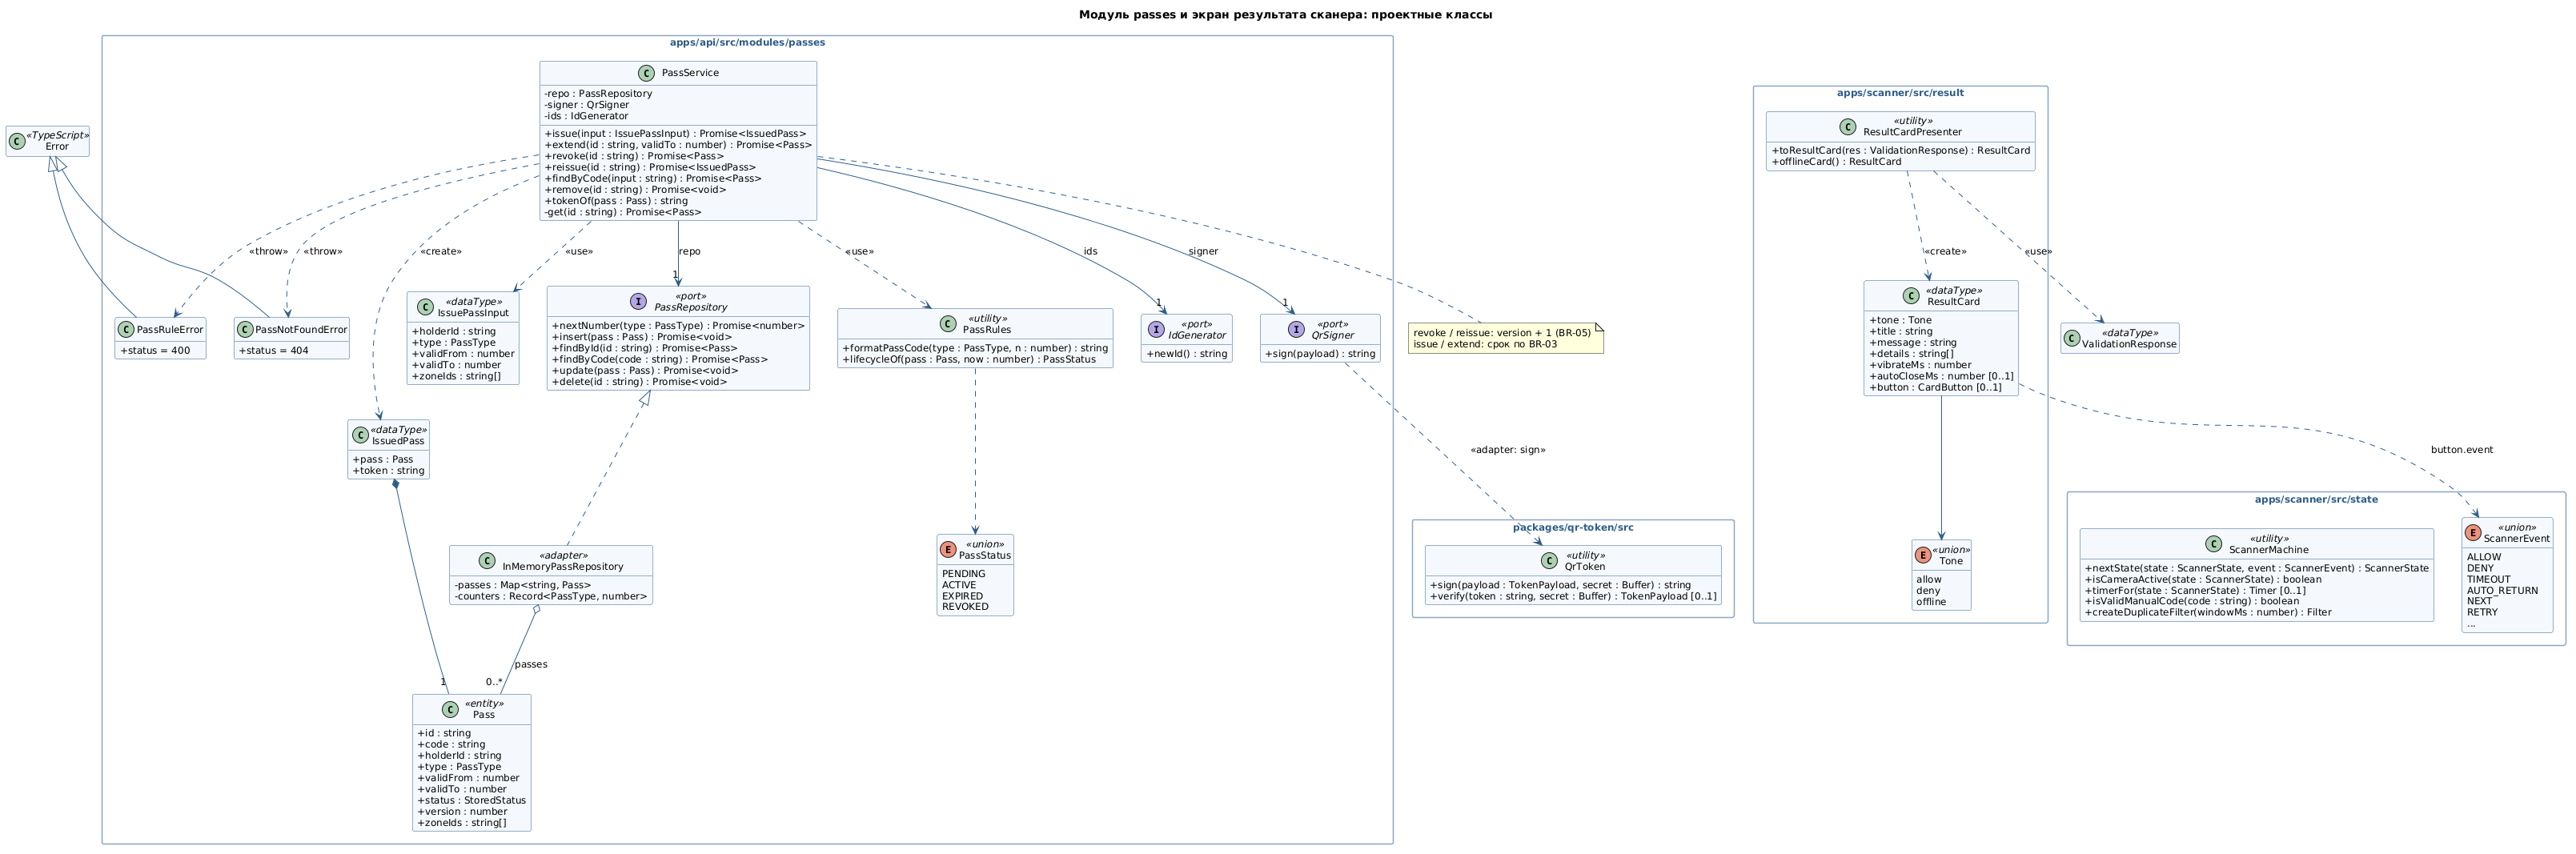 Модуль passes и экран результата сканера: проектные классы
apps/api/src/modules/passes
C PassService
-repo : PassRepository
-signer : QrSigner
-ids : IdGenerator
+issue(input : IssuePassInput) : Promise<IssuedPass>
+extend(id : string, validTo : number) : Promise<Pass>
+revoke(id : string) : Promise<Pass>
+reissue(id : string) : Promise<IssuedPass>
+findByCode(input : string) : Promise<Pass>
+remove(id : string) : Promise<void>
+tokenOf(pass : Pass) : string
-get(id : string) : Promise<Pass>
C «TypeScript»
Error
«throw»
«throw»
«create»
«use»
repo
1
«use»
ids
1
signer
1
C PassRuleError
+status = 400
C PassNotFoundError
+status = 404
C «dataType»
IssuePassInput
+holderId : string
+type : PassType
+validFrom : number
+validTo : number
+zoneIds : string[]
I «port»
PassRepository
+nextNumber(type : PassType) : Promise<number>
+insert(pass : Pass) : Promise<void>
+findById(id : string) : Promise<Pass>
+findByCode(code : string) : Promise<Pass>
+update(pass : Pass) : Promise<void>
+delete(id : string) : Promise<void>
C «utility»
PassRules
+formatPassCode(type : PassType, n : number) : string
+lifecycleOf(pass : Pass, now : number) : PassStatus
I «port»
IdGenerator
+newId() : string
I «port»
QrSigner
+sign(payload) : string
revoke / reissue: version + 1 (BR-05)
issue / extend: срок по BR-03
C «dataType»
IssuedPass
+pass : Pass
+token : string
«adapter: sign»
C «adapter»
InMemoryPassRepository
-passes : Map<string, Pass>
-counters : Record<PassType, number>
E «union»
PassStatus
PENDING
ACTIVE
EXPIRED
REVOKED
passes
1
0..*
C «entity»
Pass
+id : string
+code : string
+holderId : string
+type : PassType
+validFrom : number
+validTo : number
+status : StoredStatus
+version : number
+zoneIds : string[]
packages/qr-token/src
C «utility»
QrToken
+sign(payload : TokenPayload, secret : Buffer) : string
+verify(token : string, secret : Buffer) : TokenPayload [0..1]
apps/scanner/src/result
C «utility»
ResultCardPresenter
+toResultCard(res : ValidationResponse) : ResultCard
+offlineCard() : ResultCard
«create»
«use»
C «dataType»
ResultCard
+tone : Tone
+title : string
+message : string
+details : string[]
+vibrateMs : number
+autoCloseMs : number [0..1]
+button : CardButton [0..1]
C «dataType»
ValidationResponse
button.event
E «union»
Tone
allow
deny
offline
apps/scanner/src/state
C «utility»
ScannerMachine
+nextState(state : ScannerState, event : ScannerEvent) : ScannerState
+isCameraActive(state : ScannerState) : boolean
+timerFor(state : ScannerState) : Timer [0..1]
+isValidManualCode(code : string) : boolean
+createDuplicateFilter(windowMs : number) : Filter
E «union»
ScannerEvent
ALLOW
DENY
TIMEOUT
AUTO_RETURN
NEXT
RETRY
...